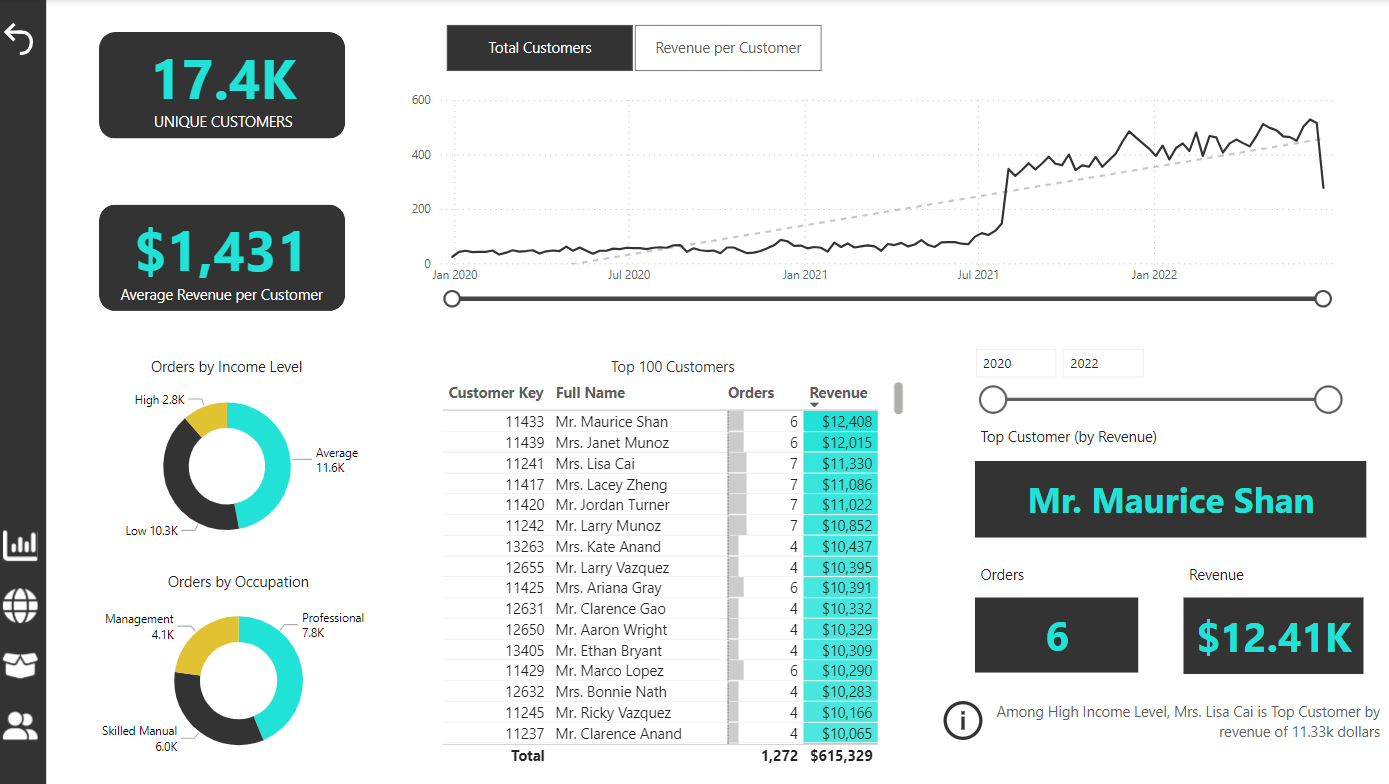 17.4K
UNIQUE CUSTOMERS
$1,431
Average Revenue per Customer
Total Customers
Revenue per Customer
600
400
200
0
Jan 2020
Jul 2020
Jan 2021
Jul 2021
Jan 2022
Orders by Income Level
High 2.8K
Average
11.6K
Low 10.3K
Orders by Occupation
Management
4.1K
Professional
7.8K
Skilled Manual
6.0K
Top 100 Customers
Customer Key Full Name Orders Revenue
11433 Mr. Maurice Shan 6 $12,408
11439 Mrs. Janet Munoz 6 $12,015
11241 Mrs. Lisa Cai 7 $11,330
11417 Mrs. Lacey Zheng 7 $11,086
11420 Mr. Jordan Turner 7 $11,022
11242 Mr. Larry Munoz 7 $10,852
13263 Mrs. Kate Anand 4 $10,437
12655 Mr. Larry Vazquez 4 $10,395
11425 Mrs. Ariana Gray 6 $10,391
12631 Mr. Clarence Gao 4 $10,332
12650 Mr. Aaron Wright 4 $10,329
13405 Mr. Ethan Bryant 4 $10,309
11429 Mr. Marco Lopez 6 $10,290
12632 Mrs. Bonnie Nath 4 $10,283
11245 Mr. Ricky Vazquez 4 $10,166
11237 Mr. Clarence Anand 4 $10,065
Total 1,272 $615,329
2020
2022
Top Customer (by Revenue)
Mr. Maurice Shan
Orders
Revenue
6
$12.41K
Among High Income Level, Mrs. Lisa Cai is Top Customer by
revenue of 11.33k dollars